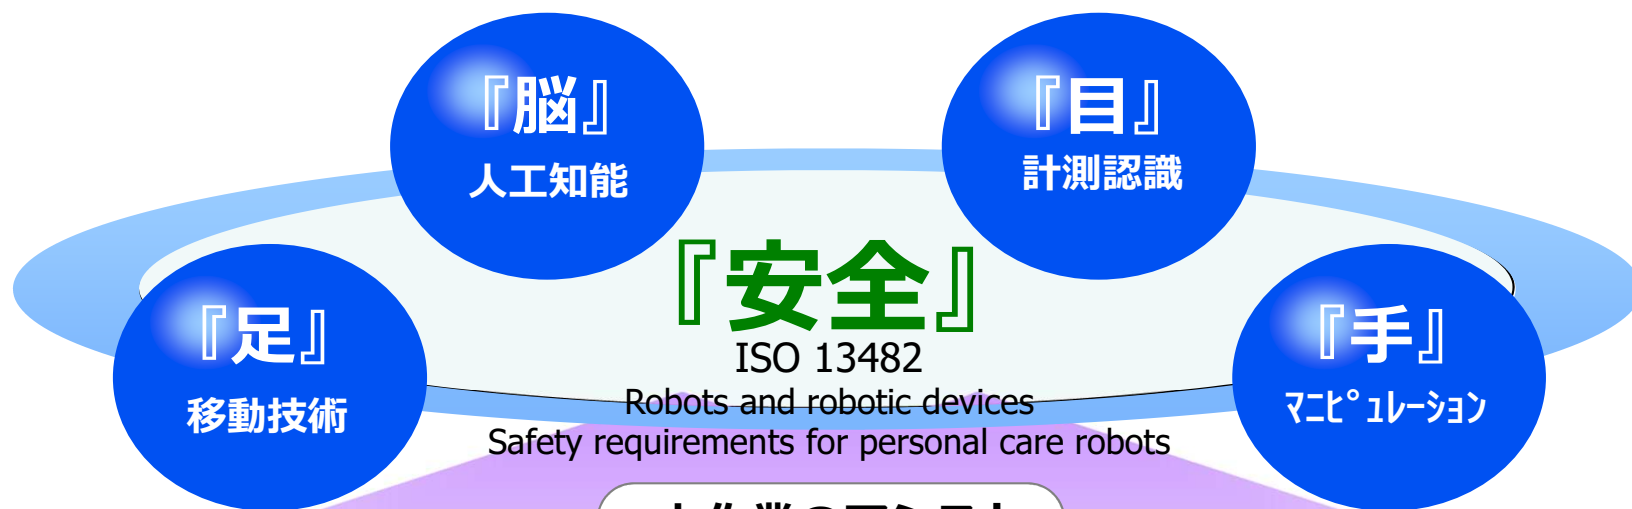 『脳』
人工知能
『目』
計測認識
『安全』
ISO 13482
Robots and robotic devices
Safety requirements for personal care robots
『足』
移動技術
『手』
ﾏﾆﾋﾟｭﾚｰｼｮﾝ